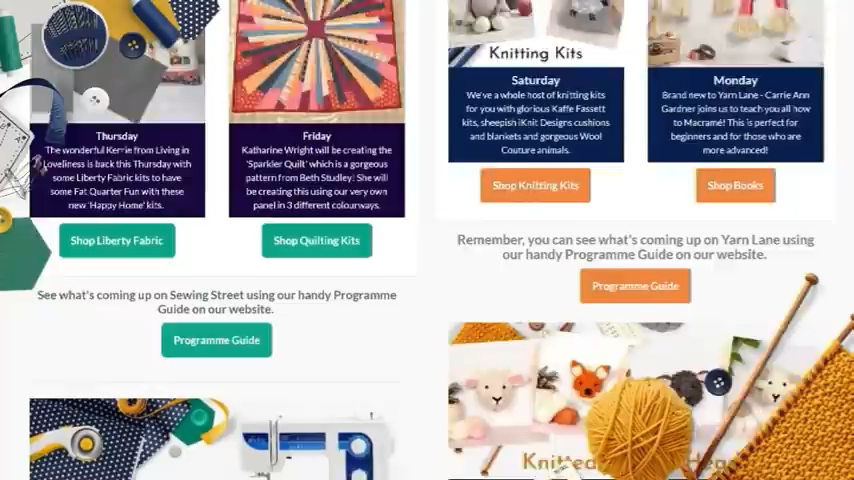 Thursday
The wonderful Kerrie from Living in
Loveliness is back this Thursday with
some Liberty Fabric kits to have
some Fat Quarter Fun with these
new 'Happy Home' kits.
Shop Liberty Fabric
Friday
Katharine Wright will be creating the
'Sparkler Quilt' which is a gorgeous
pattern from Beth Studley! She will
be creating this using our very own
panel in 3 different colourways.
Shop Quilting Kits
See what's coming up on Sewing Street using our handy Programme
Guide on our website.
Programme Guide
Knitting Kits
Saturday
We've a whole host of knitting kits
for you with glorious Kaffe Fassett
kits, sheepish iKnit Designs cushions
and blankets and gorgeous Wool
Couture animals.
Shop Knitting Kits
Monday
Brand new to Yarn Lane - Carrie Ann
Gardner joins us to teach you all how
to Macramé! This is perfect for
beginners and for those who are
more advanced!
Shop Books
Remember, you can see what's coming up on Yarn Lane using
our handy Programme Guide on our website.
Programme Guide